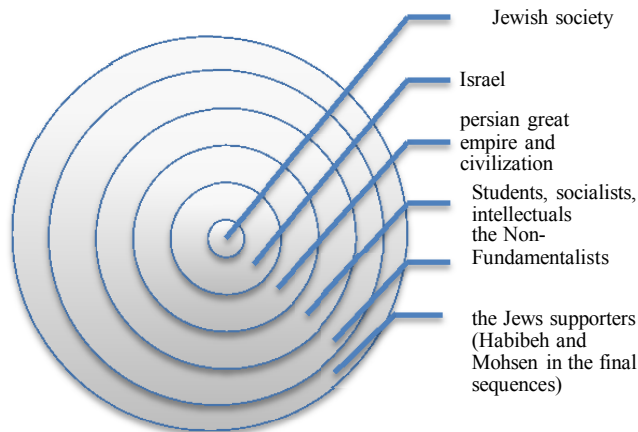 Jewish society
Israel
persian great
empire and
civilization
Students, socialists,
intellectuals
the Non-
Fundamentalists
the Jews supporters
(Habibeh and
Mohsen in the final
sequences)